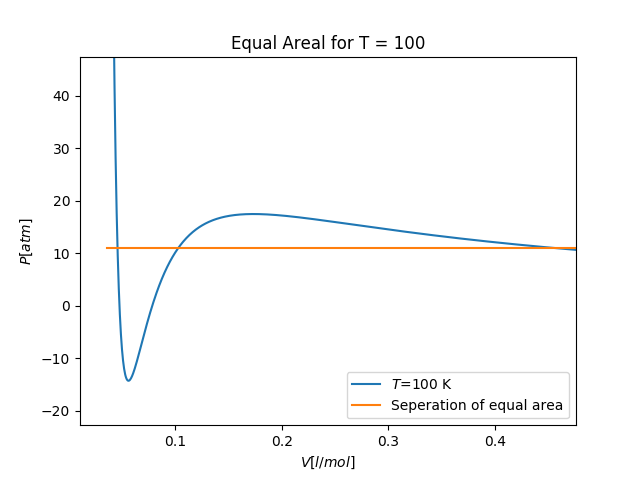 Equal Areal for T = 100
P[atm]
40
30
20
10
0
−10
−20
0.1 0.2 0.3 0.4
V[l/mol]
T=100 K
Seperation of equal area